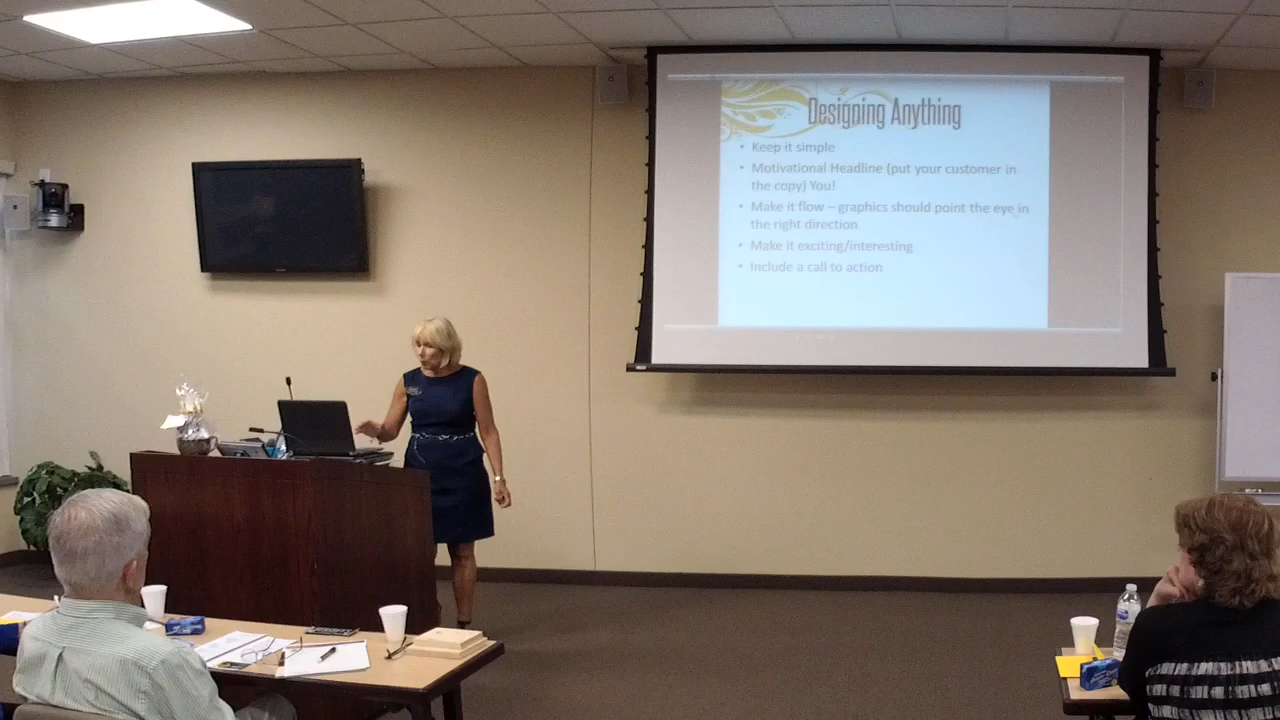 Designing Anything
• Keep it simple
• Motivational Headline (put your customer in
the copy) You!
• Make it flow – graphics should point the eye in
the right direction
• Make it exciting/interesting
• Include a call to action